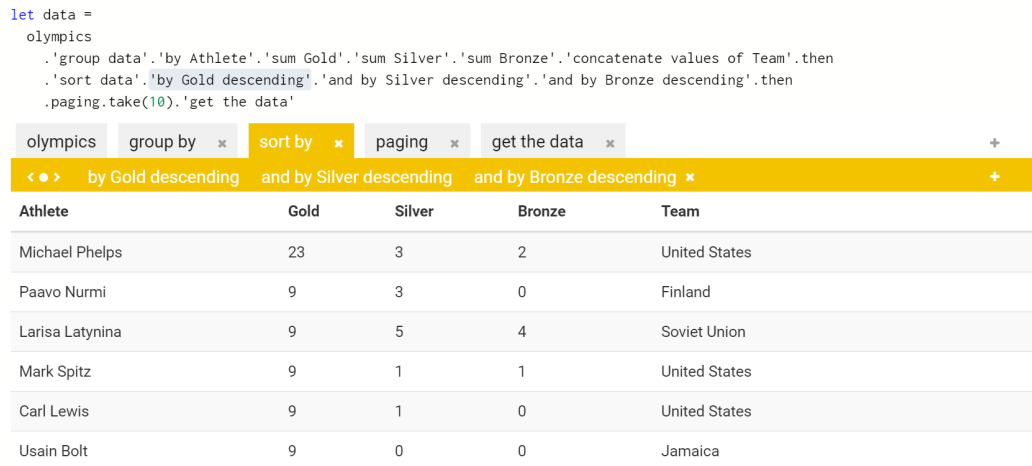 let data =
olympics
.'group data'.'by Athlete'.'sum Gold'.'sum Silver'.'sum Bronze'.'concatenate values of Team'.then
.'sort data'.'by Gold descending'.'and by Silver descending'.'and by Bronze descending'.then
.paging.take(10).'get the data'
olympics group by × sort by × paging × get the data × +
‹ ● › by Gold descending and by Silver descending and by Bronze descending × +
Athlete Gold Silver Bronze Team
Michael Phelps 23 3 2 United States
Paavo Nurmi 9 3 0 Finland
Larisa Latynina 9 5 4 Soviet Union
Mark Spitz 9 1 1 United States
Carl Lewis 9 1 0 United States
Usain Bolt 9 0 0 Jamaica